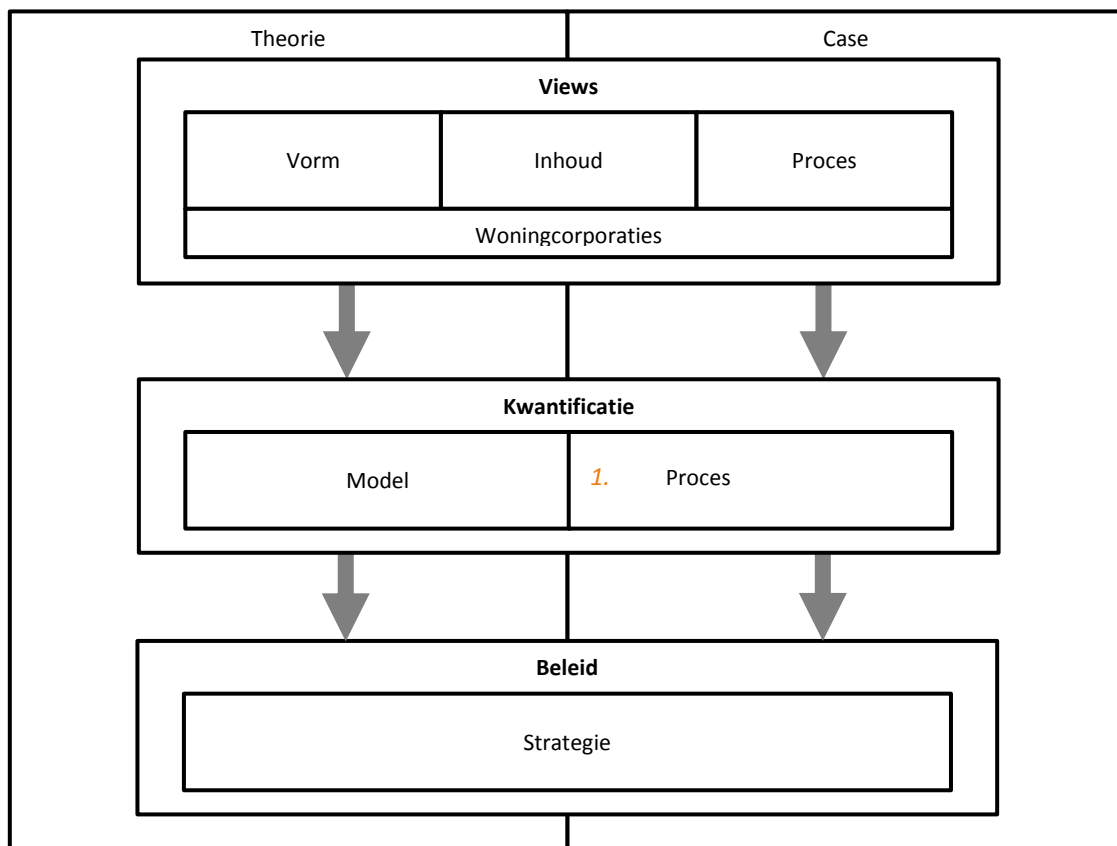 Theorie Case
Views
Vorm Inhoud Proces
Woningcorporaties
Kwantificatie
Model 1. Proces
Beleid
Strategie